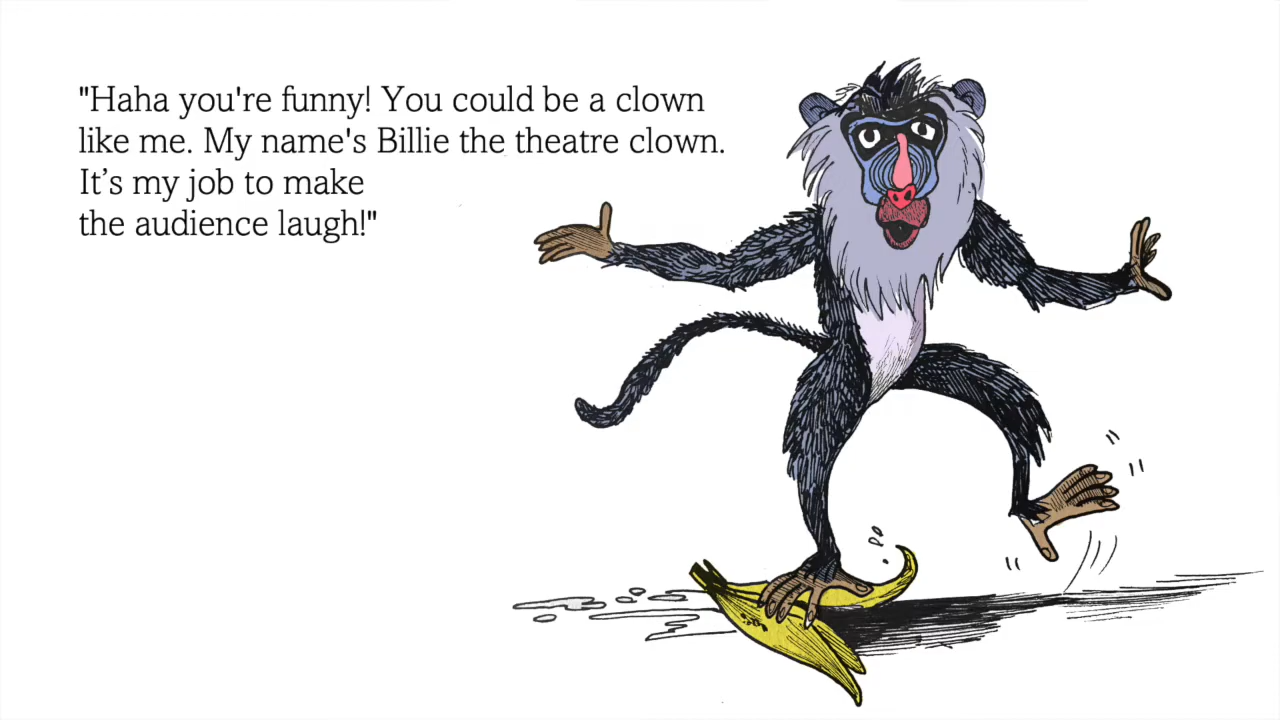 "Haha you're funny! You could be a clown
like me. My name's Billie the theatre clown.
It’s my job to make
the audience laugh!"